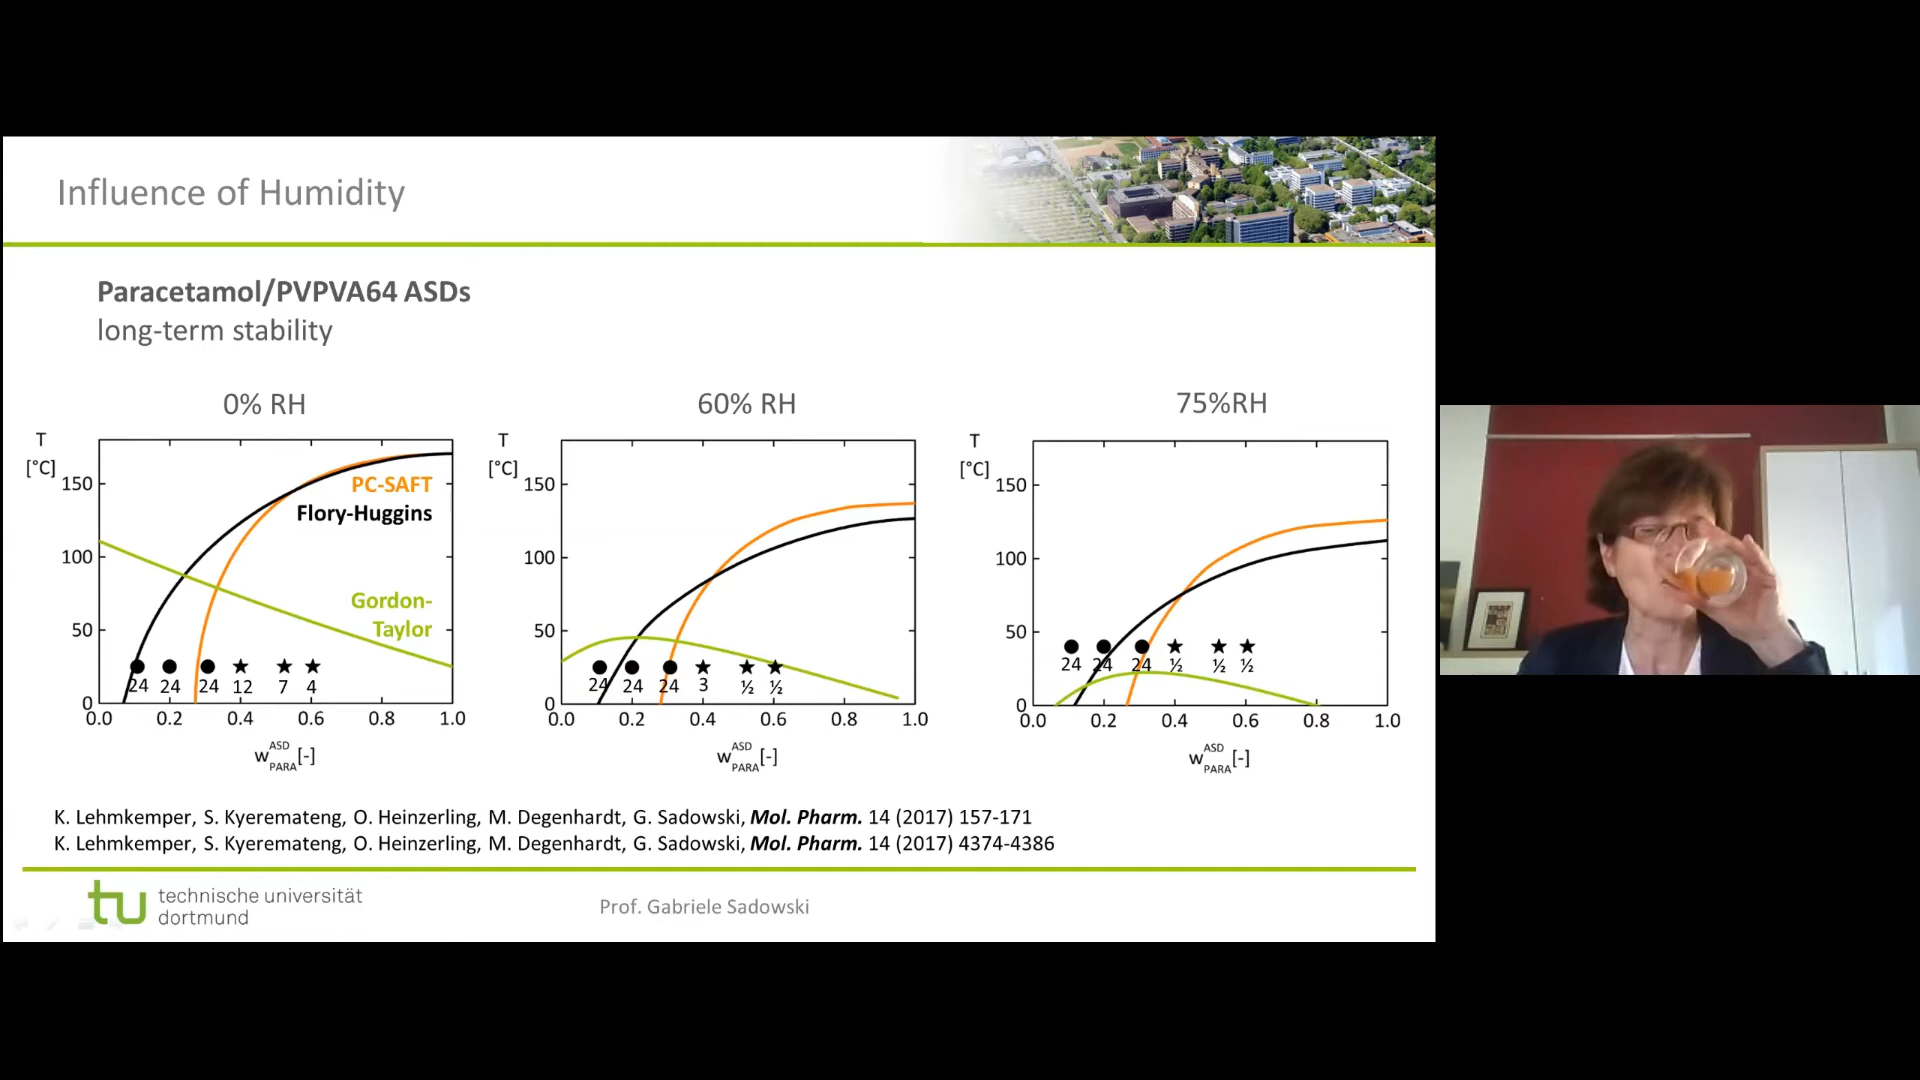 Influence of Humidity
Paracetamol/PVPVA64 ASDs
long-term stability
0% RH
T
[°C]
150
100
50
0
0.0 0.2 0.4 0.6 0.8 1.0
PC-SAFT
Flory-Huggins
Gordon-
Taylor
24 24 24 12 7 4
w ASD PARA [-]
60% RH
T
[°C]
150
100
50
0
0.0 0.2 0.4 0.6 0.8 1.0
24 24 24 3 ½ ½
w ASD PARA [-]
75%RH
T
[°C]
150
100
50
0
0.0 0.2 0.4 0.6 0.8 1.0
24 24 24 ½ ½ ½
w ASD PARA [-]
K. Lehmkemper, S. Kyeremateng, O. Heinzerling, M. Degenhardt, G. Sadowski, Mol. Pharm. 14 (2017) 157-171
K. Lehmkemper, S. Kyeremateng, O. Heinzerling, M. Degenhardt, G. Sadowski, Mol. Pharm. 14 (2017) 4374-4386
tu technische universität
dortmund
Prof. Gabriele Sadowski